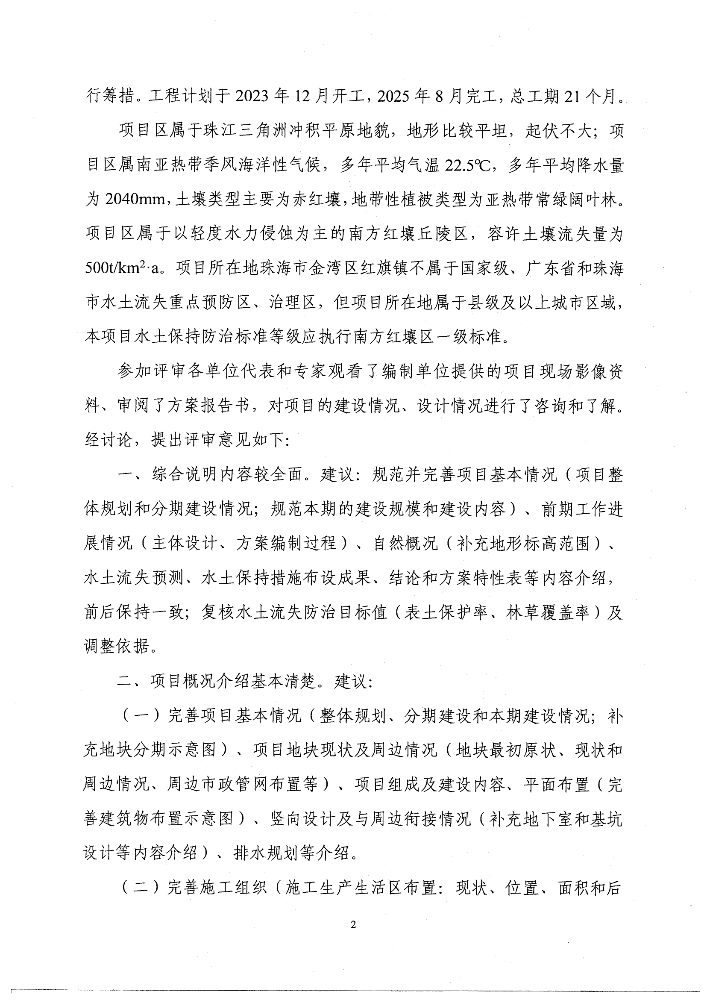 行筹措。工程计划于 2023 年 12 月开工，2025 年 8 月完工，总工期 21 个月。
项目区属于珠江三角洲冲积平原地貌，地形比较平坦，起伏不大；项
目区属南亚热带季风海洋性气候，多年平均气温 22.5℃，多年平均降水量
为 2040mm，土壤类型主要为赤红壤，地带性植被类型为亚热带常绿阔叶林。
项目区属于以轻度水力侵蚀为主的南方红壤丘陵区，容许土壤流失量为
500t/km²·a。项目所在地珠海市金湾区红旗镇不属于国家级、广东省和珠海
市水土流失重点预防区、治理区，但项目所在地属于县级及以上城市区域，
本项目水土保持防治标准等级应执行南方红壤区一级标准。
参加评审各单位代表和专家观看了编制单位提供的项目现场影像资
料、审阅了方案报告书，对项目的建设情况、设计情况进行了咨询和了解。
经讨论，提出评审意见如下：
一、综合说明内容较全面。建议：规范并完善项目基本情况（项目整
体规划和分期建设情况；规范本期的建设规模和建设内容）、前期工作进
展情况（主体设计、方案编制过程）、自然概况（补充地形标高范围）、
水土流失预测、水土保持措施布设成果、结论和方案特性表等内容介绍，
前后保持一致；复核水土流失防治目标值（表土保护率、林草覆盖率）及
调整依据。
二、项目概况介绍基本清楚。建议：
（一）完善项目基本情况（整体规划、分期建设和本期建设情况；补
充地块分期示意图）、项目地块现状及周边情况（地块最初原状、现状和
周边情况、周边市政管网布置等）、项目组成及建设内容、平面布置（完
善建筑物布置示意图）、竖向设计及与周边衔接情况（补充地下室和基坑
设计等内容介绍）、排水规划等介绍。
（二）完善施工组织（施工生产生活区布置：现状、位置、面积和后
2